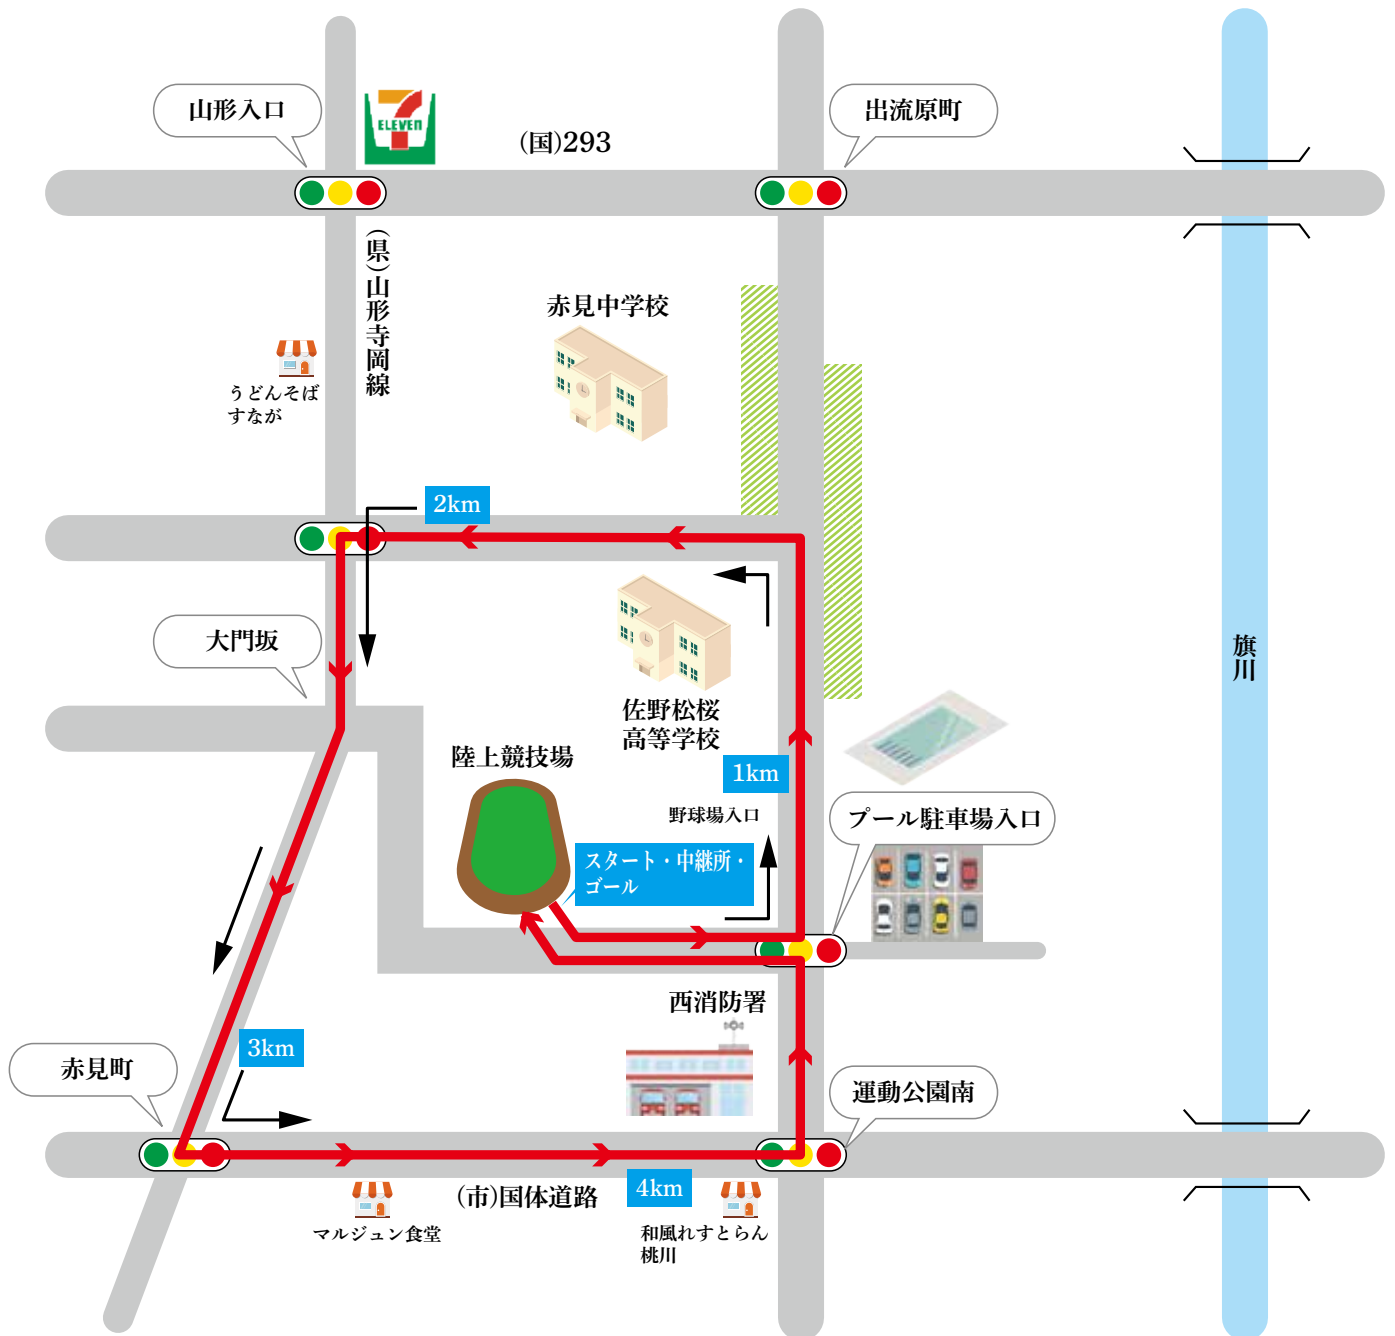 山形入口
ELEVEn
(国)293
出流原町
(県)山形寺岡線
赤見中学校
うどんそば
すなが
2km
大門坂
佐野松桜
高等学校
旗川
陸上競技場
1km
野球場入口
プール駐車場入口
スタート・中継所・
ゴール
西消防署
3km
赤見町
運動公園南
4km
(市)国体道路
マルジュン食堂
和風れすとらん
桃川